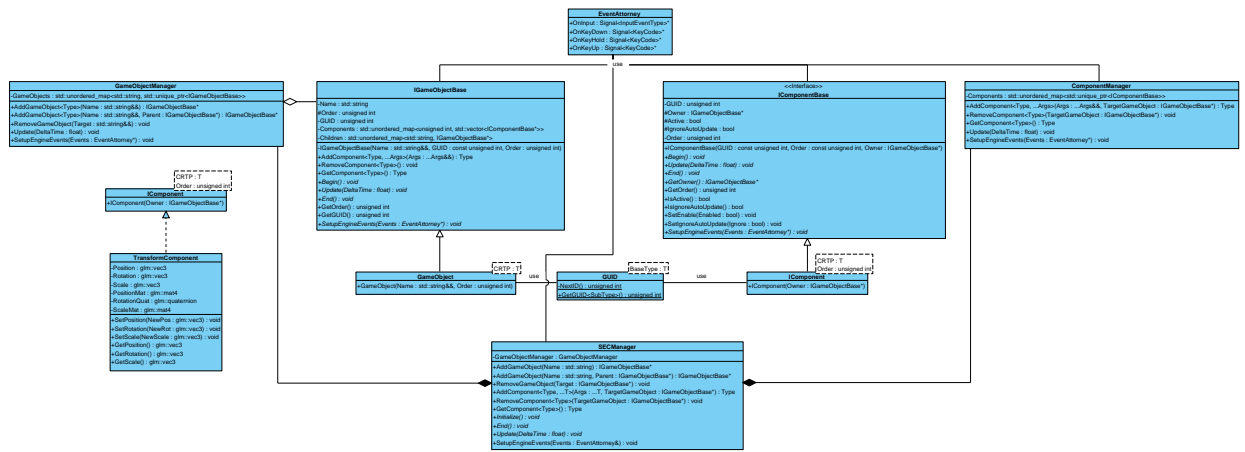 EventAttorney
+OnInput : Signal<InputEventType>*
+OnKeyDown : Signal<KeyCode>*
+OnKeyHold : Signal<KeyCode>*
+OnKeyUp : Signal<KeyCode>*
use
GameObjectManager
-GameObjects : std::unordered_map<std::string, std::unique_ptr<IGameObjectBase>>
+AddGameObject<Type>(Name : std::string&&) : IGameObjectBase*
+AddGameObject<Type>(Name : std::string&&, Parent : IGameObjectBase*) : IGameObjectBase*
+RemoveGameObject(Target : std::string&&) : void
+Update(DeltaTime : float) : void
+SetupEngineEvents(Events : EventAttorney*) : void
IGameObjectBase
-Name : std::string
#Order : unsigned int
-GUID : unsigned int
-Components : std::unordered_map<unsigned int, std::vector<IComponentBase*>>
-Children : std::unordered_map<std::string, IGameObjectBase*>
-IGameObjectBase(Name : std::string&&, GUID : const unsigned int, Order : unsigned int)
+AddComponent<Type, ...Args>(Args : ...Args&&) : Type
+RemoveComponent<Type>() : void
+GetComponent<Type>() : Type
+Begin() : void
+Update(DeltaTime : float) : void
+End() : void
+GetOrder() : unsigned int
+GetGUID() : unsigned int
+SetupEngineEvents(Events : EventAttorney*) : void
<<Interface>>
IComponentBase
-GUID : unsigned int
#Owner : IGameObjectBase*
#Active : bool
#IgnoreAutoUpdate : bool
-Order : unsigned int
+IComponentBase(GUID : const unsigned int, Order : const unsigned int, Owner : IGameObjectBase*)
+Begin() : void
+Update(DeltaTime : float) : void
+End() : void
+GetOwner() : IGameObjectBase*
+GetOrder() : unsigned int
+IsActive() : bool
+IsIgnoreAutoUpdate() : bool
+SetEnable(Enabled : bool) : void
+SetIgnoreAutoUpdate(Ignore : bool) : void
+SetupEngineEvents(Events : EventAttorney*) : void
ComponentManager
-Components : std::unordered_map<std::unique_ptr<IComponentBase>>
+AddComponent<Type, ...Args>(Args : ...Args&&, TargetGameObject : IGameObjectBase*) : Type
+RemoveComponent<Type>(TargetGameObject : IGameObjectBase*) : void
+GetComponent<Type>() : Type
+Update(DeltaTime : float) : void
+SetupEngineEvents(Events : EventAttorney*) : void
CRTP : T
Order : unsigned int
IComponent
+IComponent(Owner : IGameObjectBase*)
TransformComponent
-Position : glm::vec3
-Rotation : glm::vec3
-Scale : glm::vec3
-PositionMat : glm::mat4
-RotationQuat : glm::quaternion
-ScaleMat : glm::mat4
+SetPosition(NewPos : glm::vec3) : void
+SetRotation(NewRot : glm::vec3) : void
+SetScale(NewScale : glm::vec3) : void
+GetPosition() : glm::vec3
+GetRotation() : glm::vec3
+GetScale() : glm::vec3
CRTP : T
GameObject
+GameObject(Name : std::string&&, Order : unsigned int)
use
BaseType : T
GUID
-NextID() : unsigned int
+GetGUID<SubType>() : unsigned int
use
CRTP : T
Order : unsigned int
IComponent
+IComponent(Owner : IGameObjectBase*)
SECManager
-GameObjectManager : GameObjectManager
+AddGameObject(Name : std::string) : IGameObjectBase*
+AddGameObject(Name : std::string, Parent : IGameObjectBase*) : IGameObjectBase*
+RemoveGameObject(Target : IGameObjectBase*) : void
+AddComponent<Type, ...T>(Args : ...T, TargetGameObject : IGameObjectBase*) : Type
+RemoveComponent<Type>(TargetGameObject : IGameObjectBase*) : void
+GetComponent<Type>() : Type
+Initialize() : void
+End() : void
+Update(DeltaTime : float) : void
+SetupEngineEvents(Events : EventAttorney&) : void